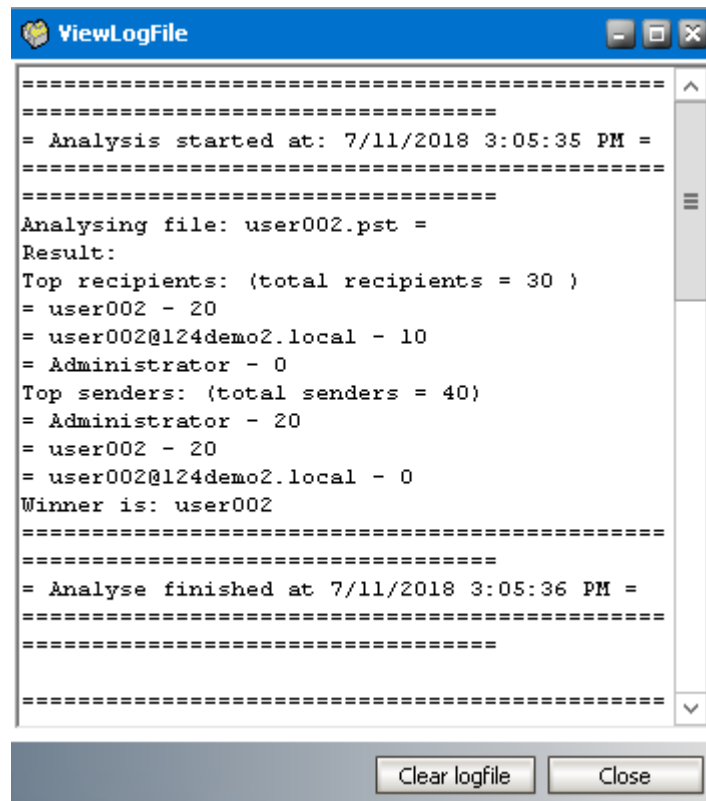 ViewLogFile
==============================================
==================================
= Analysis started at: 7/11/2018 3:05:35 PM =
==============================================
==================================
Analysing file: user002.pst =
Result:
Top recipients: (total recipients = 30 )
= user002 - 20
= user002@124demo2.local - 10
= Administrator - 0
Top senders: (total senders = 40)
= Administrator - 20
= user002 - 20
= user002@124demo2.local - 0
Winner is: user002
==============================================
==================================
= Analyse finished at 7/11/2018 3:05:36 PM =
==============================================
==================================
==============================================
Clear logfile
Close